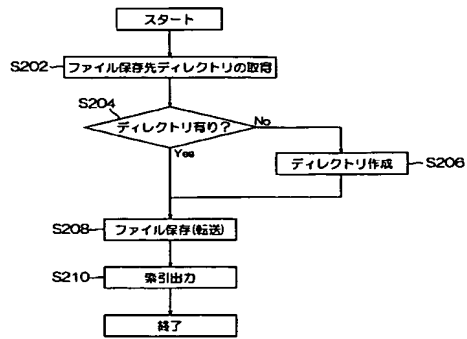 スタート
S202
ファイル保存先ディレクトリの取得
S204
ディレクトリ有り?
No
Yes
ディレクトリ作成
S206
S208
ファイル保存(転送)
S210
索引出力
終了